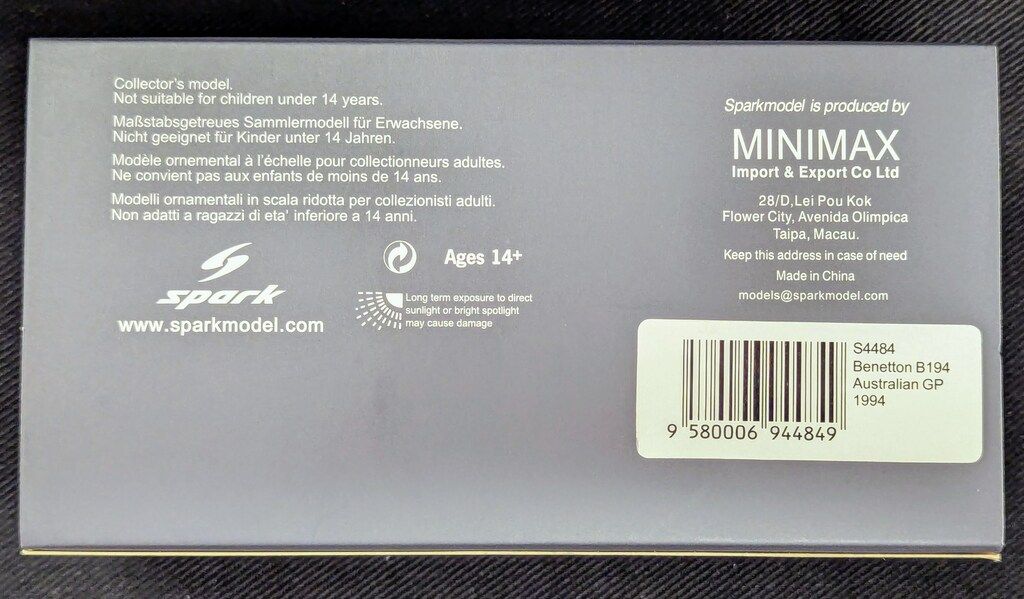 Collector's model.
Not suitable for children under 14 years.
Maßstabsgetreues Sammlermodell für Erwachsene.
Nicht geeignet für Kinder unter 14 Jahren.
Modèle ornemental à l'échelle pour collectionneurs adultes.
Ne convient pas aux enfants de moins de 14 ans.
Modelli ornamentali in scala ridotta per collezionisti adulti.
Non adatti a ragazzi di eta' inferiore a 14 anni.
spark
www.sparkmodel.com
Ages 14+
Long term exposure to direct
sunlight or bright spotlight
may cause damage
Sparkmodel is produced by
MINIMAX
Import & Export Co Ltd
28/D,Lei Pou Kok
Flower City, Avenida Olimpica
Taipa, Macau.
Keep this address in case of need
Made in China
models@sparkmodel.com
S4484
Benetton B194
Australian GP
1994
9 580006 944849